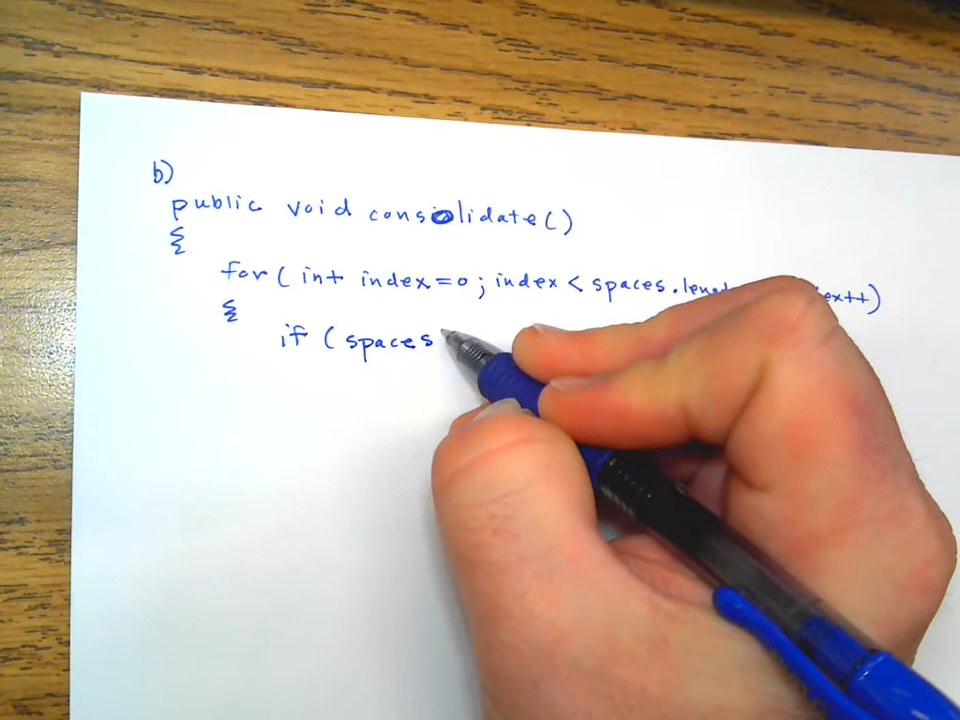 b)
public void consolidate()
{
for( int index=0; index < spaces.
{
if ( spaces